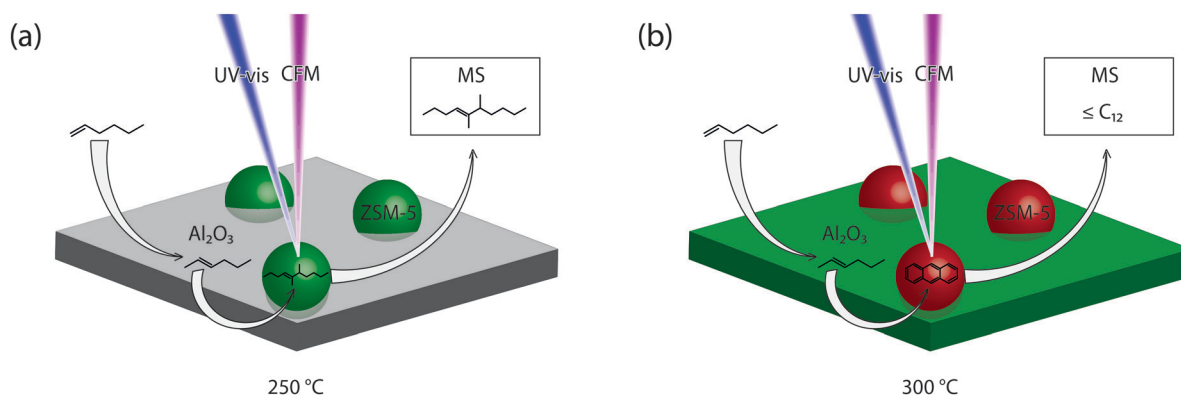 (a)
UV-vis CFM
MS
Al₂O₃
ZSM-5
250 °C
(b)
UV-vis CFM
MS
≤ C₁₂
Al₂O₃
ZSM-5
300 °C